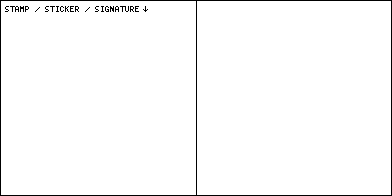 STAMP / STICKER / SIGNATURE ↓